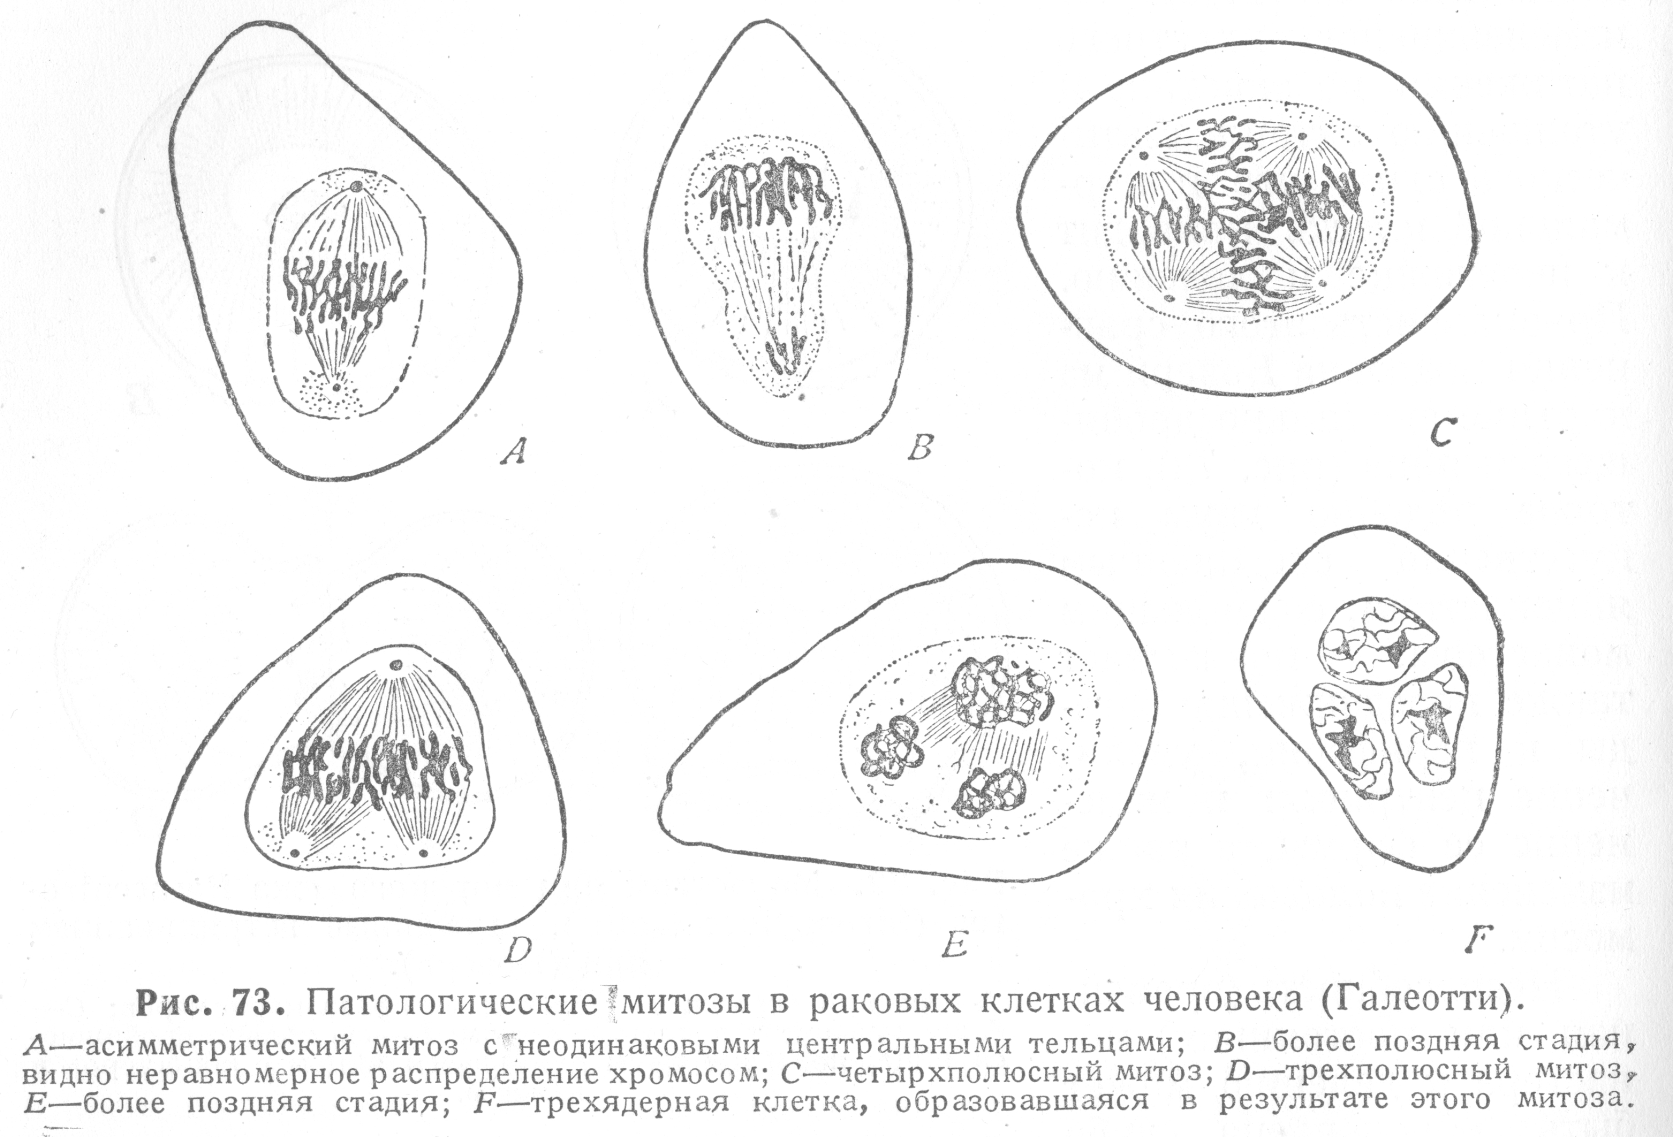 A
B
C
D
E
F
Рис. 73. Патологические митозы в раковых клетках человека (Галеотти).
A—асимметрический митоз с неодинаковыми центральными тельцами; B—более поздняя стадия,
видно неравномерное распределение хромосом; C—четырхполюсный митоз; D—трехполюсный митоз,
E—более поздняя стадия; F—трехядерная клетка, образовавшаяся в результате этого митоза.